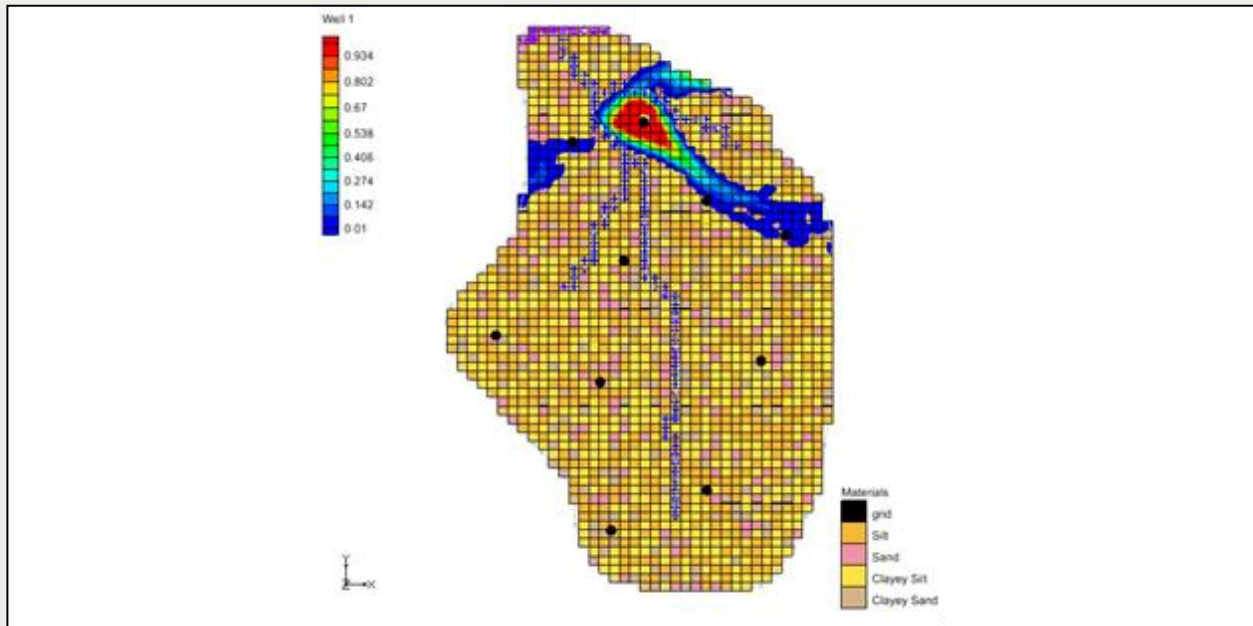 Well 1
0.934
0.802
0.67
0.538
0.406
0.274
0.142
0.01
Materials
grid
Silt
Sand
Clayey Silt
Clayey Sand
Y
Z
X